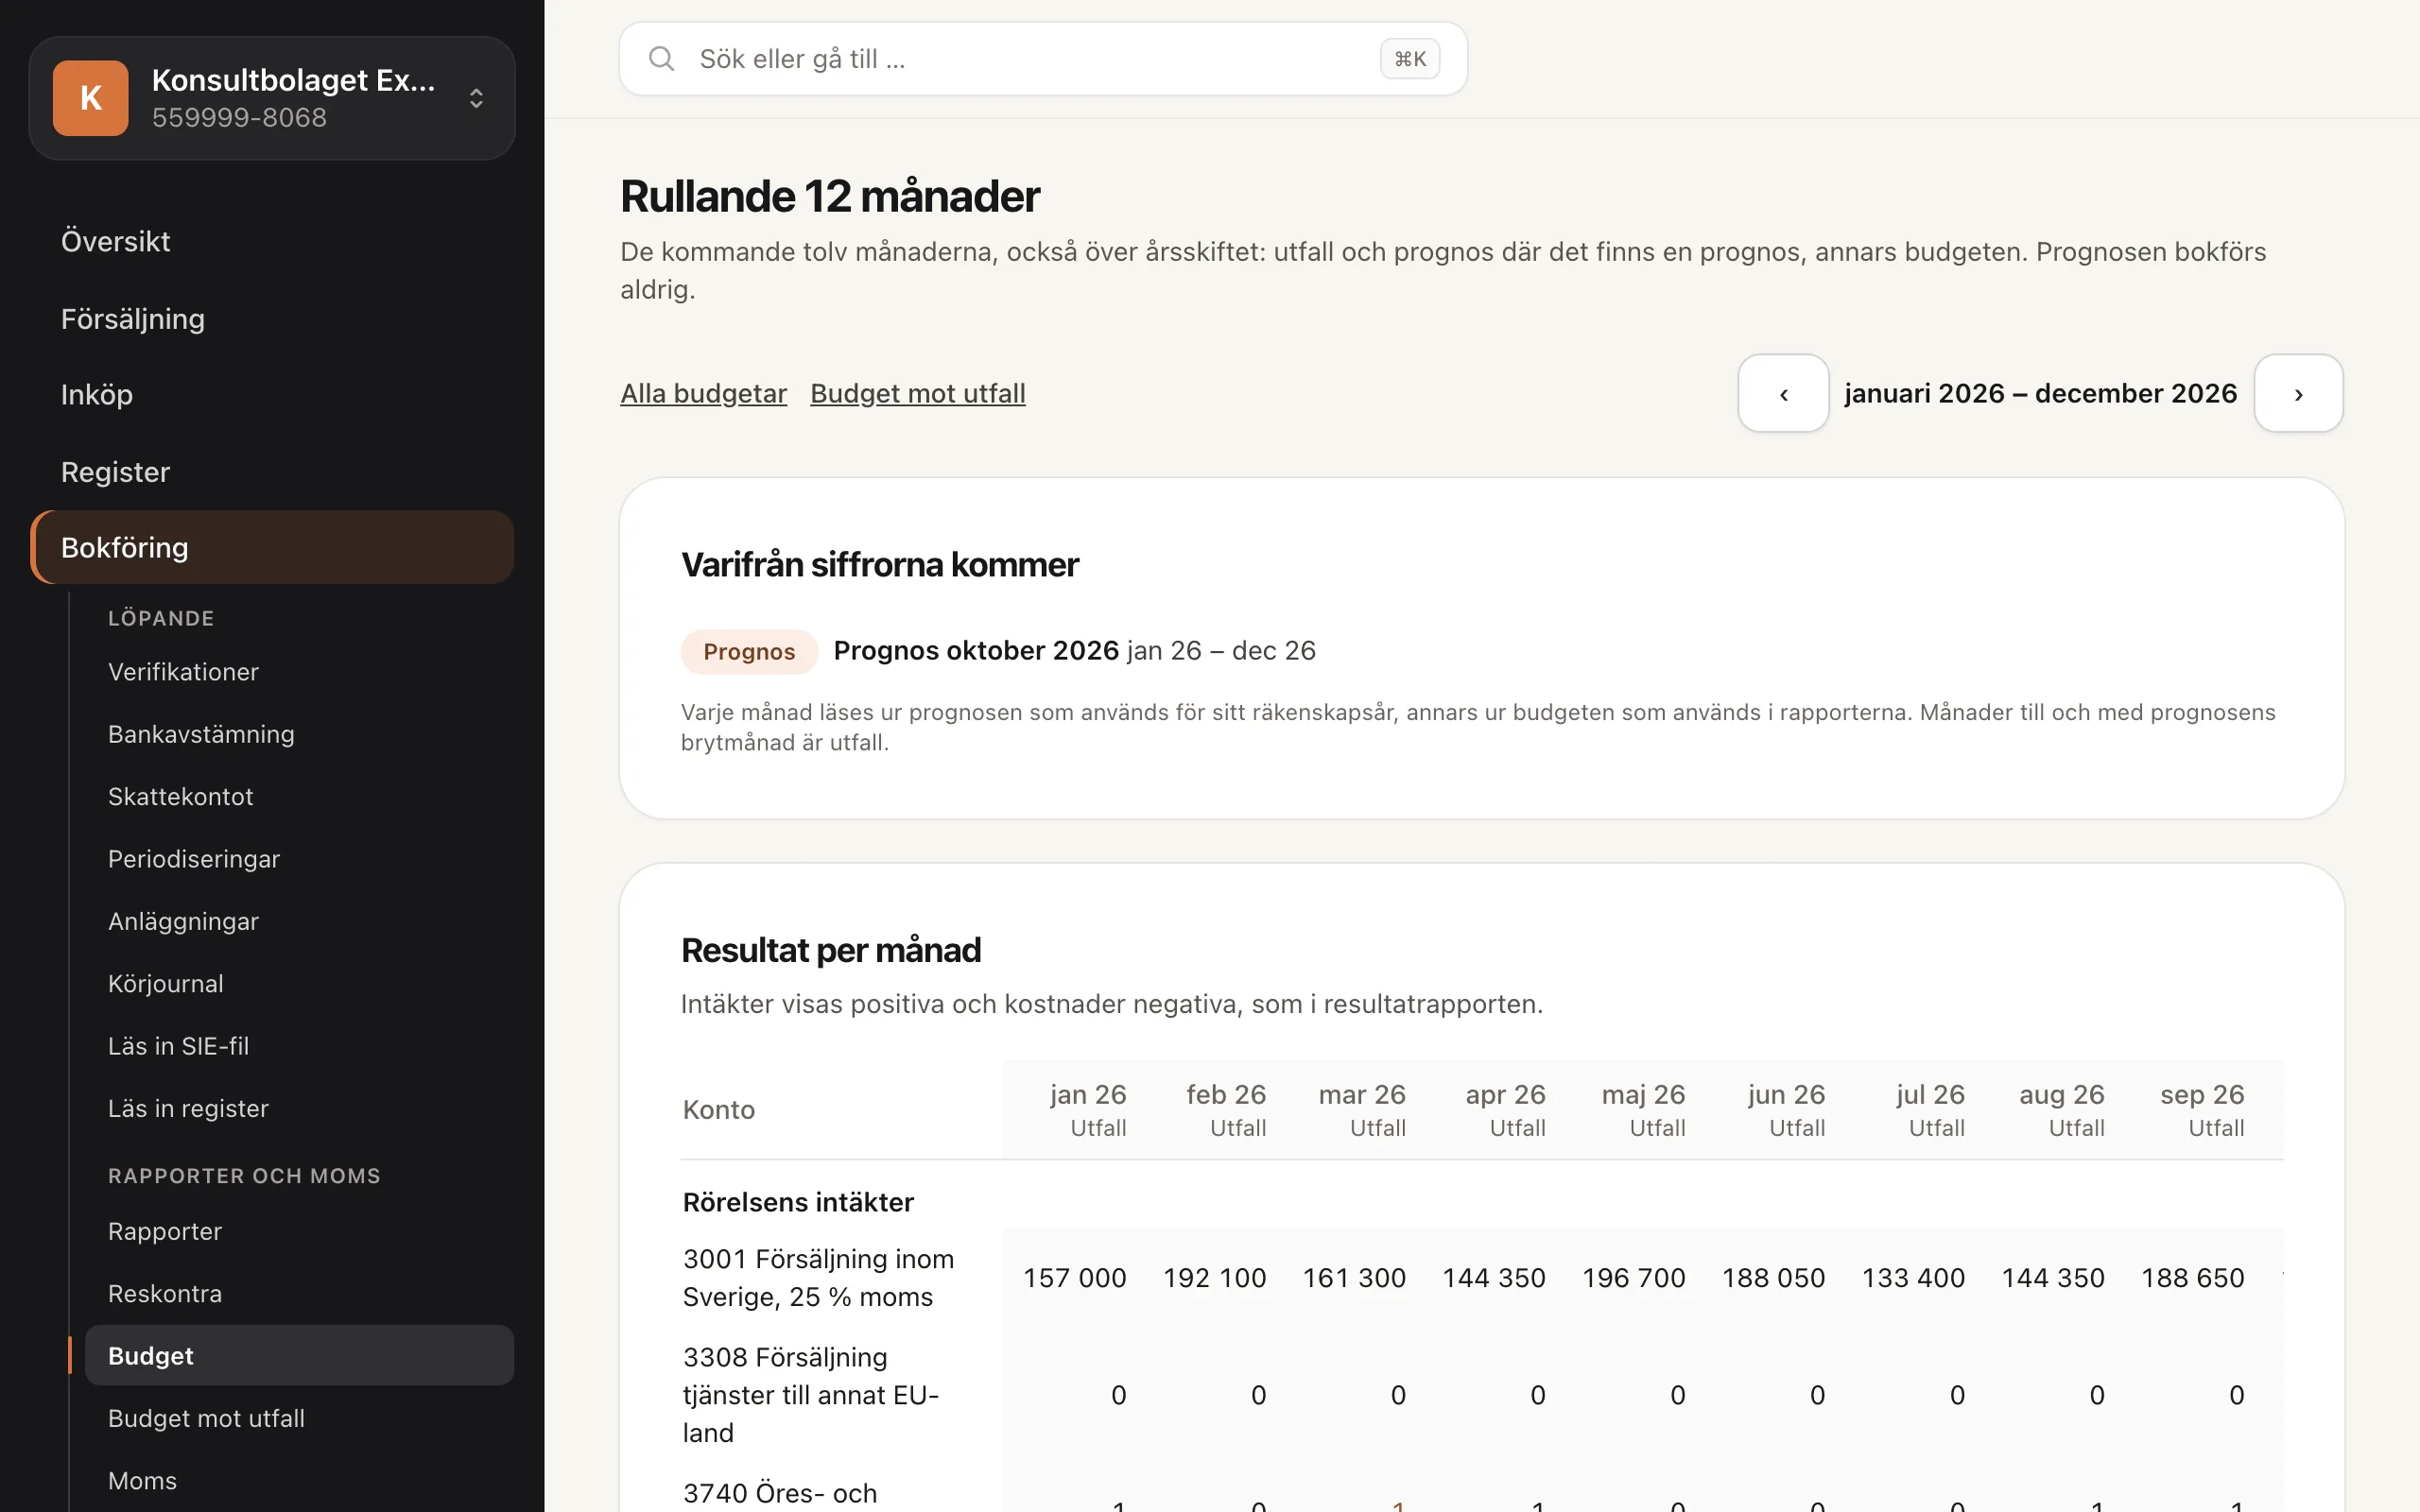 K
Konsultbolaget Ex...
559999-8068
Översikt
Försäljning
Inköp
Register
Bokföring
LÖPANDE
Verifikationer
Bankavstämning
Skattekontot
Periodiseringar
Anläggningar
Körjournal
Läs in SIE-fil
Läs in register
RAPPORTER OCH MOMS
Rapporter
Reskontra
Budget
Budget mot utfall
Moms
Sök eller gå till ...
⌘K
Rullande 12 månader
De kommande tolv månaderna, också över årsskiftet: utfall och prognos där det finns en prognos, annars budgeten. Prognosen bokförs
aldrig.
Alla budgetar Budget mot utfall
‹ januari 2026 – december 2026 ›
Varifrån siffrorna kommer
Prognos Prognos oktober 2026 jan 26 – dec 26
Varje månad läses ur prognosen som används för sitt räkenskapsår, annars ur budgeten som används i rapporterna. Månader till och med prognosens
brytmånad är utfall.
Resultat per månad
Intäkter visas positiva och kostnader negativa, som i resultatrapporten.
Konto
jan 26 feb 26 mar 26 apr 26 maj 26 jun 26 jul 26 aug 26 sep 26
Utfall Utfall Utfall Utfall Utfall Utfall Utfall Utfall Utfall
Rörelsens intäkter
3001 Försäljning inom
Sverige, 25 % moms
157 000 192 100 161 300 144 350 196 700 188 050 133 400 144 350 188 650
3308 Försäljning
tjänster till annat EU-
land
0 0 0 0 0 0 0 0 0
3740 Öres- och